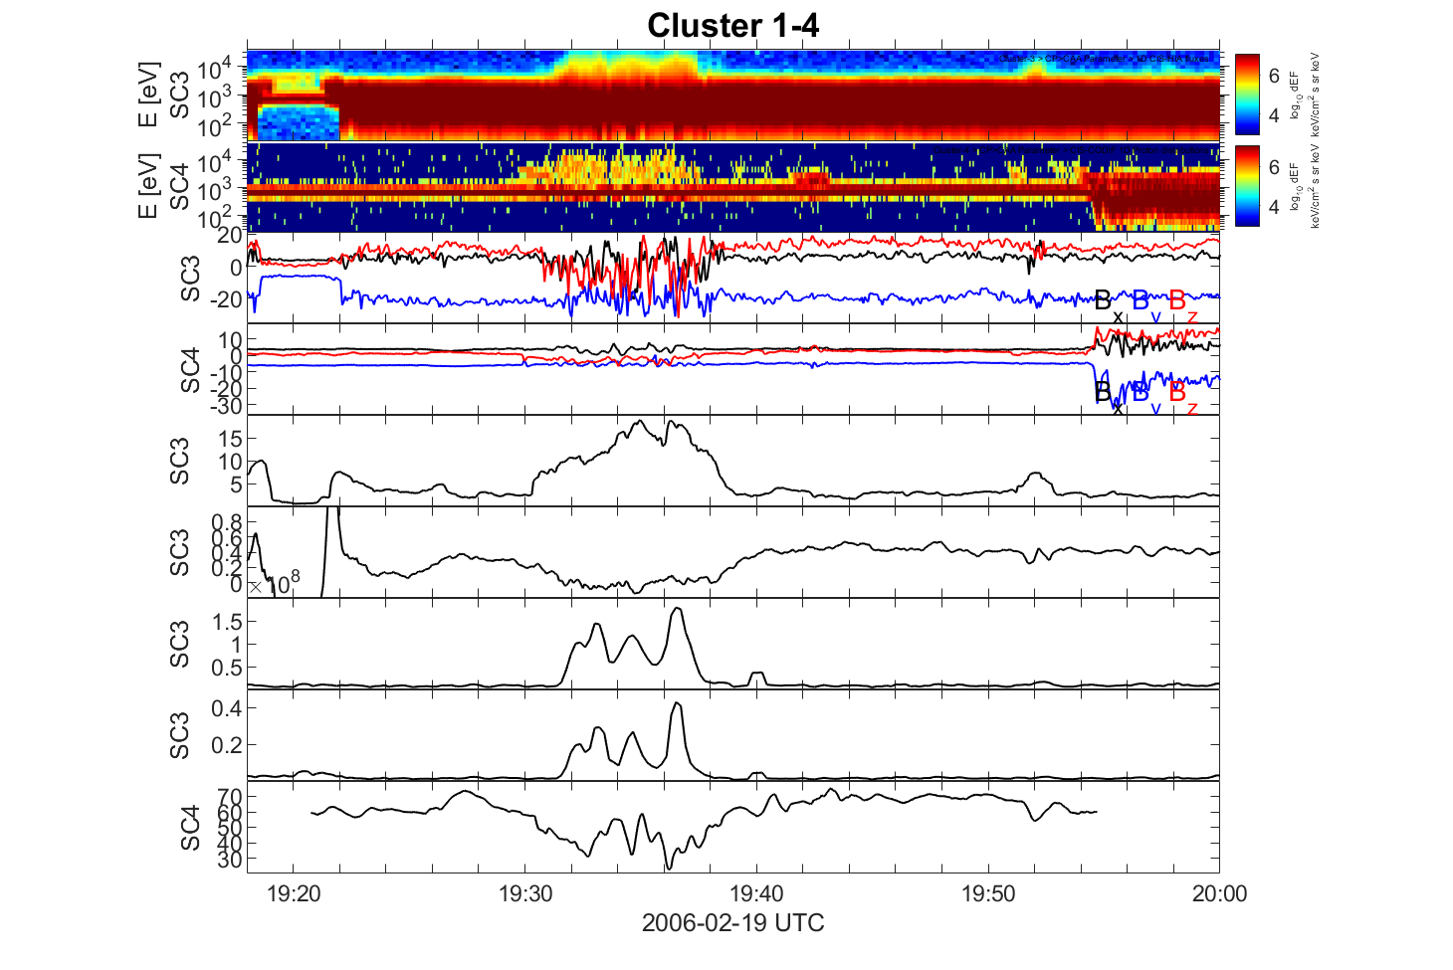 Cluster 1-4
E [eV]
SC3
10⁴
10³
10²
6
4
log₁₀ dEF
keV/cm² s sr keV
E [eV]
SC4
10⁴
10³
10²
6
4
log₁₀ dEF
keV/cm² s sr keV
SC3
20
0
-20
Bₓ Bᵧ B_z
SC4
10
0
-10
-20
-30
Bₓ Bᵧ B_z
SC3
15
10
5
SC3
0.8
0.6
0.4
0.2
0
× 10⁸
SC3
1.5
1
0.5
SC3
0.4
0.2
SC4
70
60
50
40
30
19:20 19:30 19:40 19:50 20:00
2006-02-19 UTC